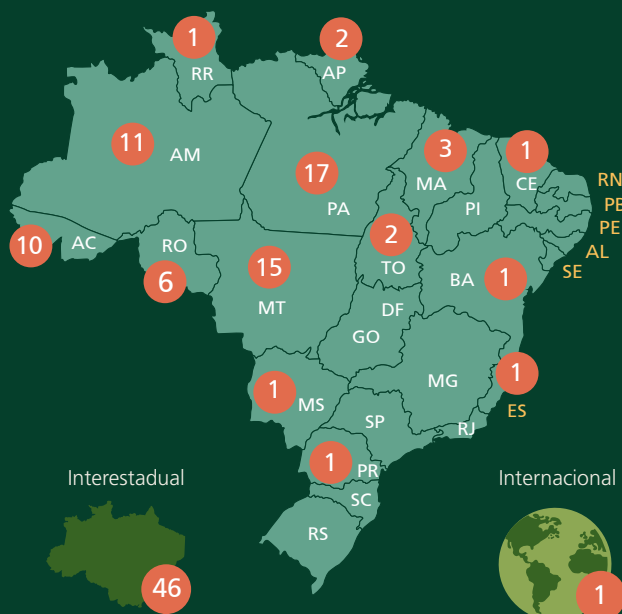 1
RR
2
AP
11
AM
17
PA
3
MA
1
CE
RN
PB
PE
AL
SE
PI
10
AC
RO
6
15
MT
2
TO
BA
1
DF
GO
MG
1
ES
1
MS
SP
RJ
1
PR
SC
RS
Interestadual
46
Internacional
1